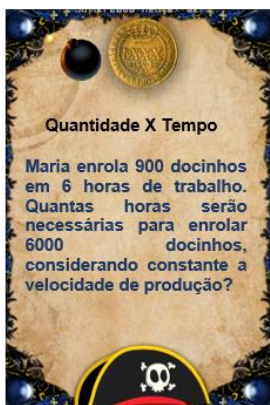 Quantidade X Tempo
Maria enrola 900 docinhos
em 6 horas de trabalho.
Quantas horas serão
necessárias para enrolar
6000 docinhos,
considerando constante a
velocidade de produção?